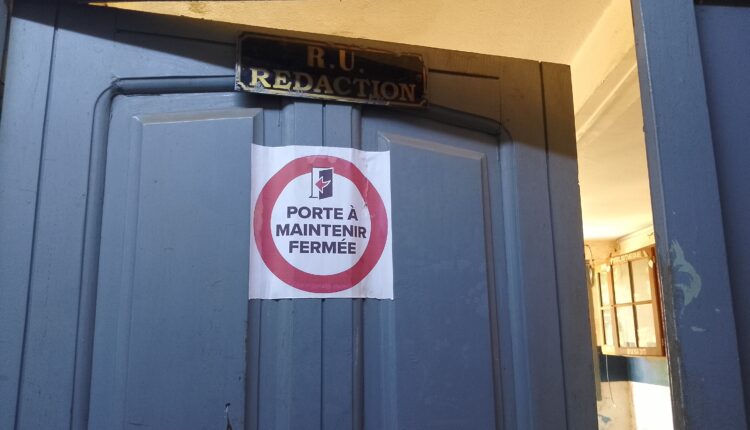 R.U.
REDACTION
PORTE À
MAINTENIR
FERMÉE